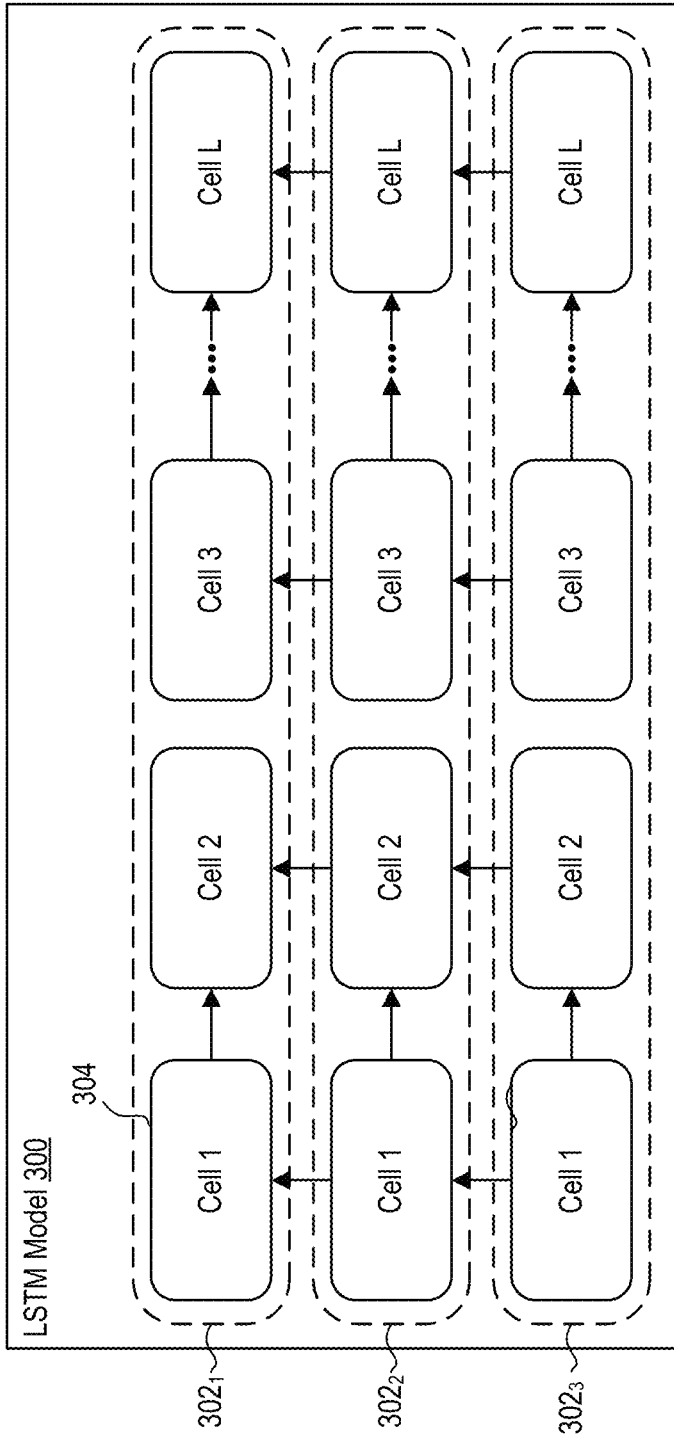 LSTM Model 300
304
302₁
Cell 1
Cell 2
Cell 3
•••
Cell L
302₂
Cell 1
Cell 2
Cell 3
•••
Cell L
302₃
Cell 1
Cell 2
Cell 3
•••
Cell L